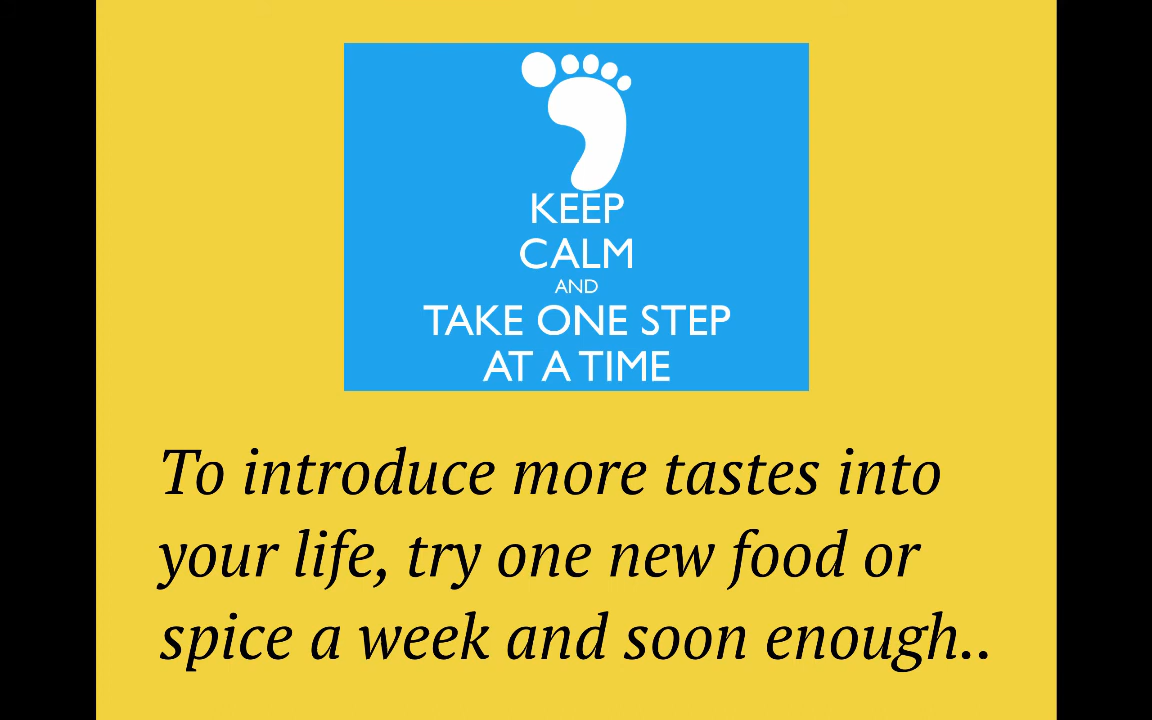 KEEP
CALM
AND
TAKE ONE STEP
AT A TIME
To introduce more tastes into
your life, try one new food or
spice a week and soon enough..